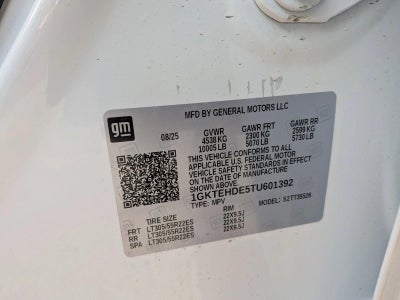 MFD BY GENERAL MOTORS LLC
gm
08/25 GVWR GAWR FRT GAWR RR
4538 KG 2300 KG 2599 KG
10005 LB 5070 LB 5730 LB
THIS VEHICLE CONFORMS TO ALL
APPLICABLE U.S. FEDERAL MOTOR
VEHICLE SAFETY STANDARDS IN EFFECT
ON THE DATE OF MANUFACTURE
SHOWN ABOVE.
1GKTEHDE5TU601392
TYPE: MPV MODEL: S2TT35526
TIRE SIZE RIM
FRT LT305/55R22ES 22X9.5J
RR LT305/55R22ES 22X9.5J
SPA LT305/55R22ES 22X9.5J